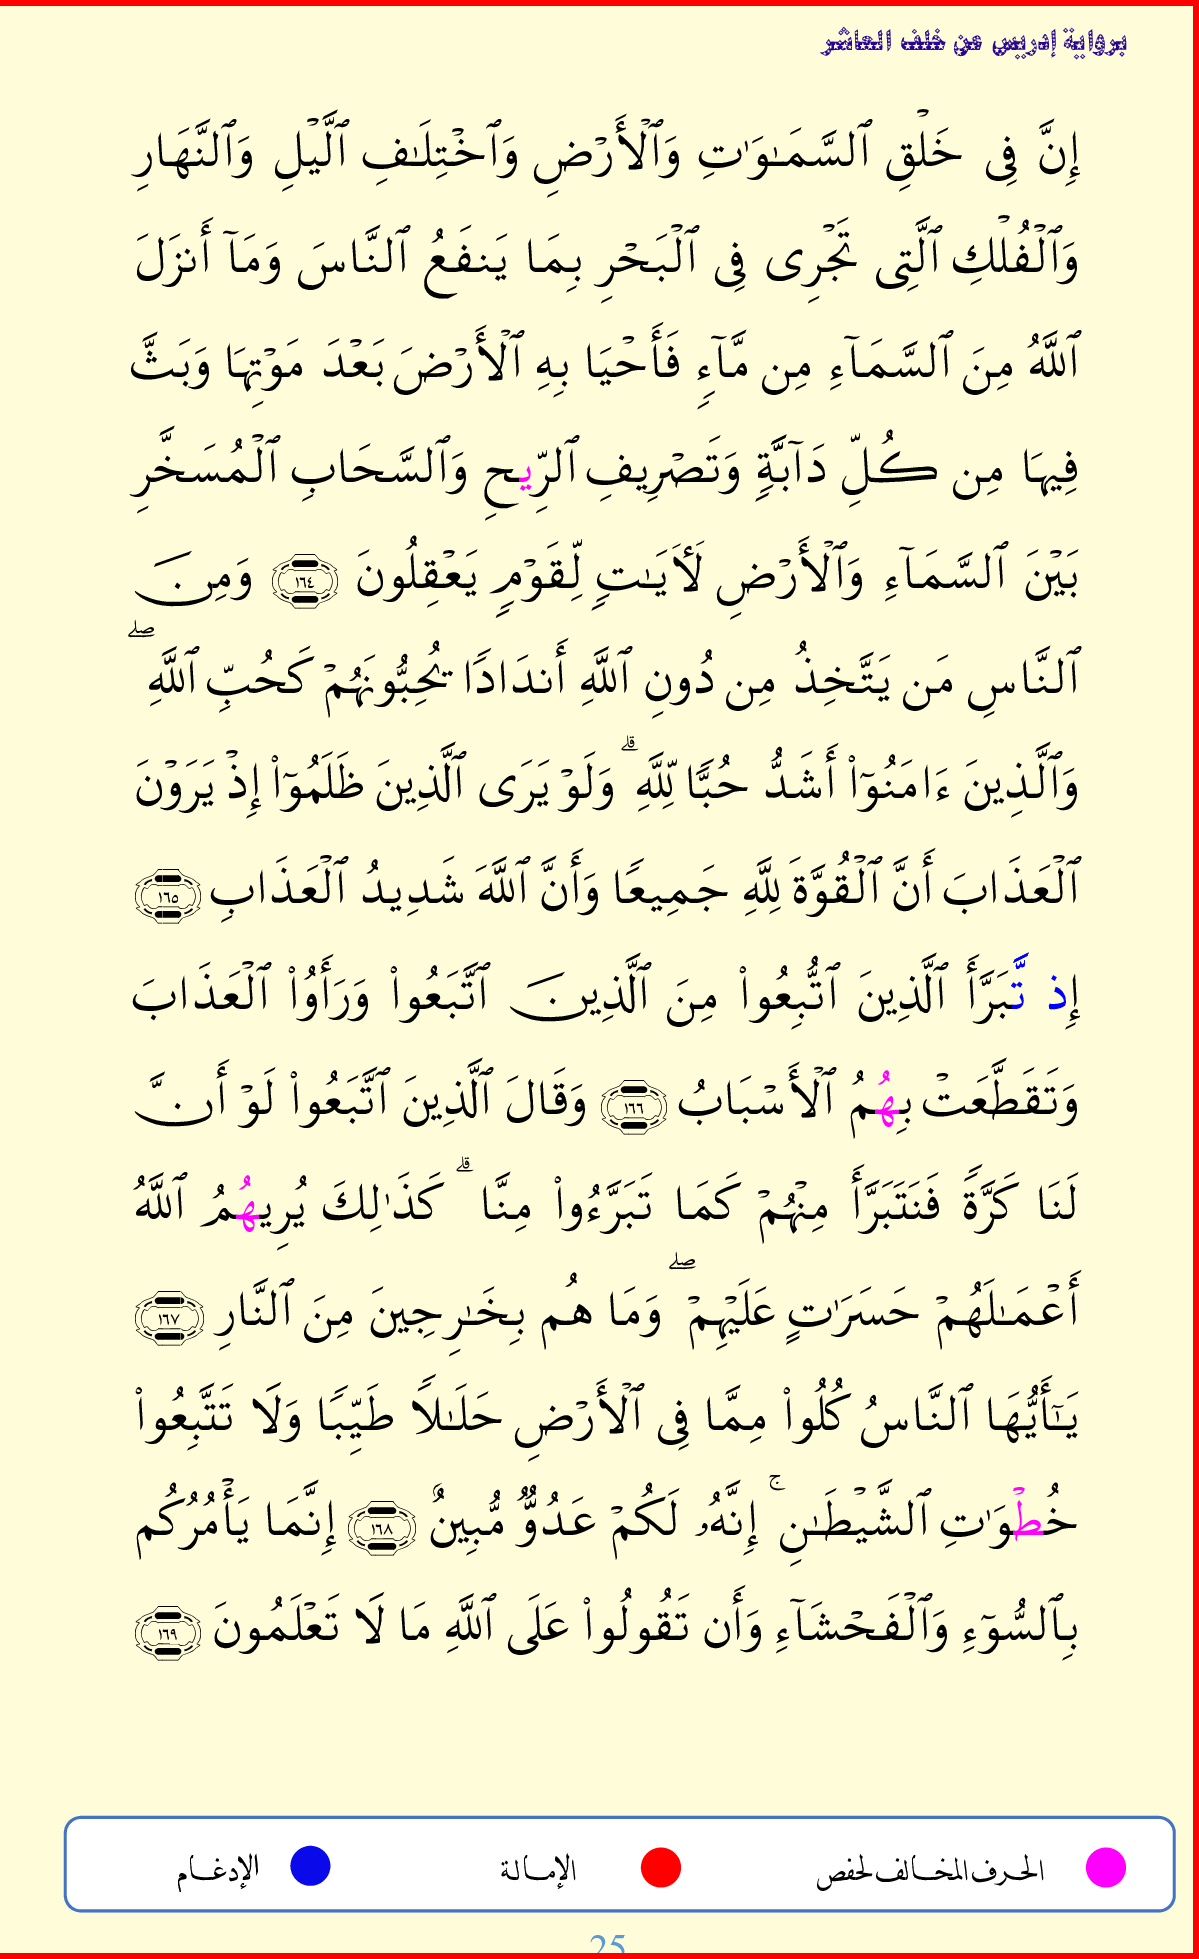 برواية إدريس عن خلف العاشر
إِنَّ فِى خَلْقِ ٱلسَّمَـٰوَٰتِ وَٱلْأَرْضِ وَٱخْتِلَـٰفِ ٱلَّيْلِ وَٱلنَّهَارِ
وَٱلْفُلْكِ ٱلَّتِى تَجْرِى فِى ٱلْبَحْرِ بِمَا يَنفَعُ ٱلنَّاسَ وَمَآ أَنزَلَ
ٱللَّهُ مِنَ ٱلسَّمَآءِ مِن مَّآءٍ فَأَحْيَا بِهِ ٱلْأَرْضَ بَعْدَ مَوْتِهَا وَبَثَّ
فِيهَا مِن كُلِّ دَآبَّةٍ وَتَصْرِيفِ ٱلرِّيحِ وَٱلسَّحَابِ ٱلْمُسَخَّرِ
بَيْنَ ٱلسَّمَآءِ وَٱلْأَرْضِ لَأَيَـٰتٍ لِّقَوْمٍ يَعْقِلُونَ ١٦٤ وَمِنَ
ٱلنَّاسِ مَن يَتَّخِذُ مِن دُونِ ٱللَّهِ أَندَادًا يُحِبُّونَهُمْ كَحُبِّ ٱللَّهِ ۖ
وَٱلَّذِينَ ءَامَنُوٓا۟ أَشَدُّ حُبًّا لِّلَّهِ ۗ وَلَوْ يَرَى ٱلَّذِينَ ظَلَمُوٓا۟ إِذْ يَرَوْنَ
ٱلْعَذَابَ أَنَّ ٱلْقُوَّةَ لِلَّهِ جَمِيعًا وَأَنَّ ٱللَّهَ شَدِيدُ ٱلْعَذَابِ ١٦٥
إِذ تَّبَرَّأَ ٱلَّذِينَ ٱتُّبِعُوا۟ مِنَ ٱلَّذِينَ ٱتَّبَعُوا۟ وَرَأَوُا۟ ٱلْعَذَابَ
وَتَقَطَّعَتْ بِهُمُ ٱلْأَسْبَابُ ١٦٦ وَقَالَ ٱلَّذِينَ ٱتَّبَعُوا۟ لَوْ أَنَّ
لَنَا كَرَّةً فَنَتَبَرَّأَ مِنْهُمْ كَمَا تَبَرَّءُوا۟ مِنَّا ۗ كَذَٰلِكَ يُرِيهُمُ ٱللَّهُ
أَعْمَـٰلَهُمْ حَسَرَٰتٍ عَلَيْهِمْ ۖ وَمَا هُم بِخَـٰرِجِينَ مِنَ ٱلنَّارِ ١٦٧
يَـٰٓأَيُّهَا ٱلنَّاسُ كُلُوا۟ مِمَّا فِى ٱلْأَرْضِ حَلَـٰلًا طَيِّبًا وَلَا تَتَّبِعُوا۟
خُطْوَٰتِ ٱلشَّيْطَـٰنِ ۚ إِنَّهُۥ لَكُمْ عَدُوٌّ مُّبِينٌ ١٦٨ إِنَّمَا يَأْمُرُكُم
بِٱلسُّوٓءِ وَٱلْفَحْشَآءِ وَأَن تَقُولُوا۟ عَلَى ٱللَّهِ مَا لَا تَعْلَمُونَ ١٦٩
الحرف المخالف لحفص الإمالة الإدغام
25